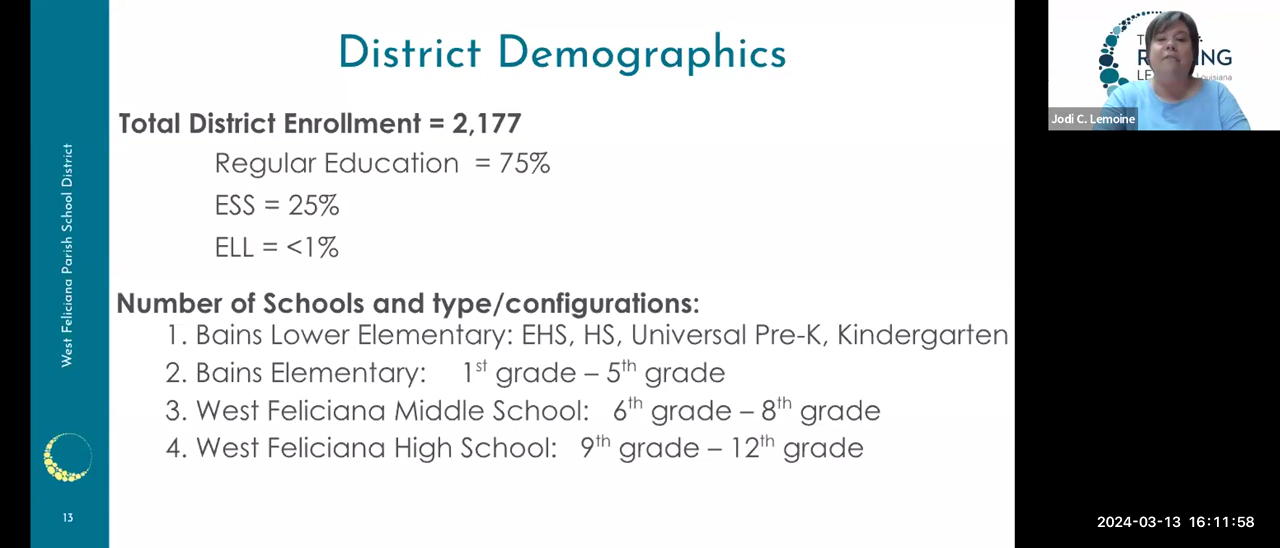 District Demographics
Total District Enrollment = 2,177
Regular Education = 75%
ESS = 25%
ELL = <1%
Number of Schools and type/configurations:
1. Bains Lower Elementary: EHS, HS, Universal Pre-K, Kindergarten
2. Bains Elementary: 1st grade – 5th grade
3. West Feliciana Middle School: 6th grade – 8th grade
4. West Feliciana High School: 9th grade – 12th grade
West Feliciana Parish School District
13
Jodi C. Lemoine
Louisiana
2024-03-13 16:11:58